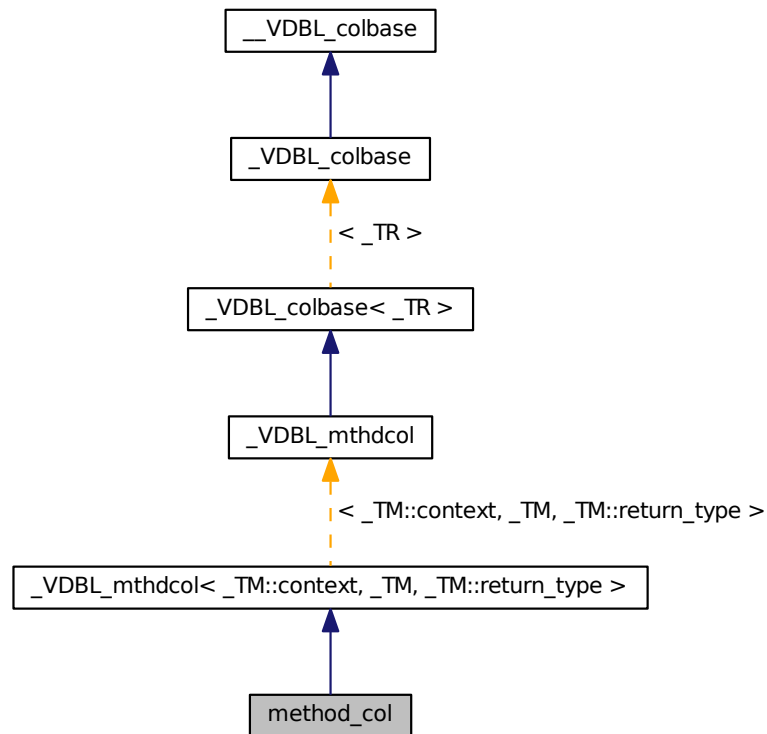 __VDBL_colbase
_VDBL_colbase
< _TR >
_VDBL_colbase< _TR >
_VDBL_mthdcol
< _TM::context, _TM, _TM::return_type >
_VDBL_mthdcol< _TM::context, _TM, _TM::return_type >
method_col